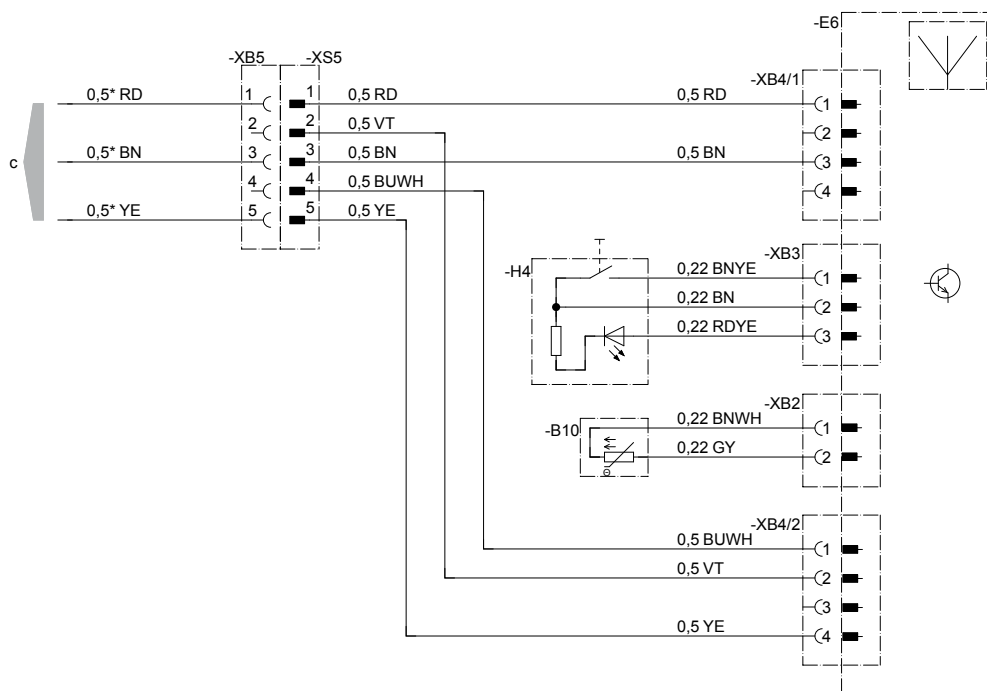 -E6
-XB5 -XS5
-XB4/1
1 1
0,5* RD 0,5 RD 0,5 RD 1
2 2 0,5 VT 2
0,5* BN 3 3 0,5 BN 0,5 BN 3
c
4 4 0,5 BUWH 4
0,5* YE 5 5 0,5 YE
-XB3
-H4 0,22 BNYE 1
0,22 BN 2
0,22 RDYE 3
-XB2
-B10 0,22 BNWH 1
0,22 GY 2
-XB4/2
0,5 BUWH 1
0,5 VT 2
3
0,5 YE 4